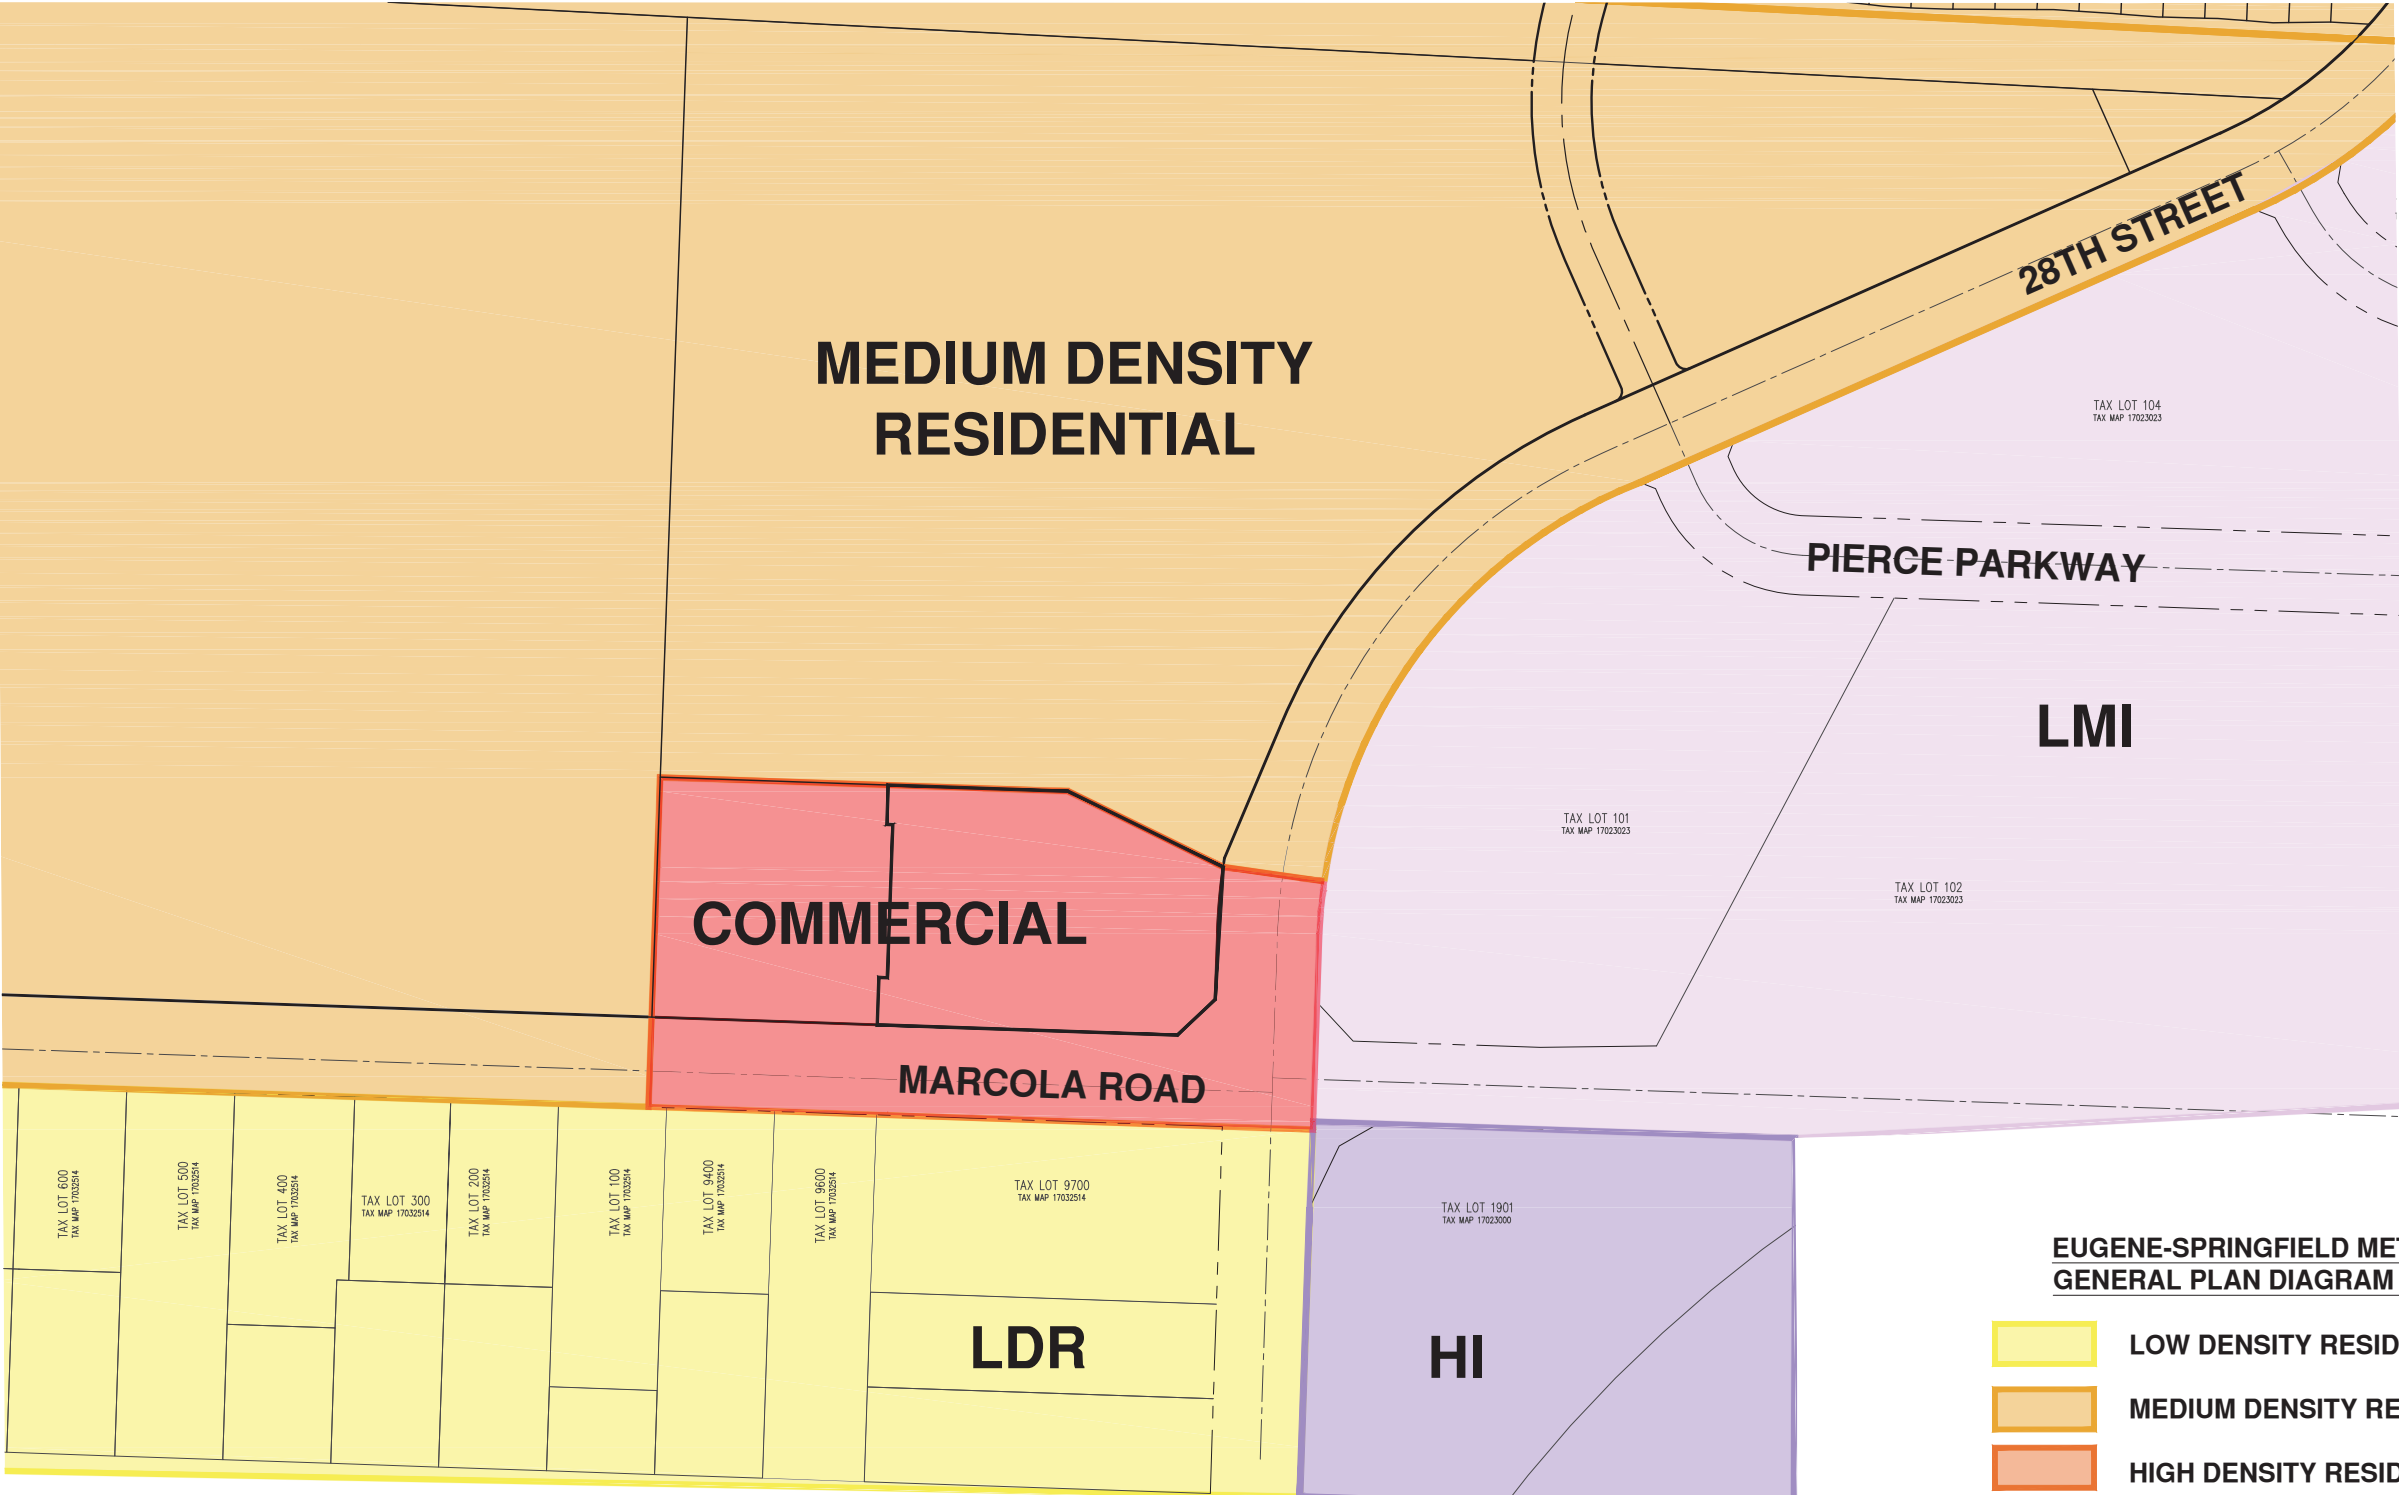 28TH STREET
MEDIUM DENSITY
RESIDENTIAL
TAX LOT 104
TAX MAP 17023023
PIERCE PARKWAY
LMI
TAX LOT 101
TAX MAP 17023023
TAX LOT 102
TAX MAP 17023023
COMMERCIAL
MARCOLA ROAD
TAX LOT 600
TAX MAP 17032514
TAX LOT 500
TAX MAP 17032514
TAX LOT 400
TAX MAP 17032514
TAX LOT 300
TAX MAP 17032514
TAX LOT 200
TAX MAP 17032514
TAX LOT 100
TAX MAP 17032514
TAX LOT 9400
TAX MAP 17032514
TAX LOT 9600
TAX MAP 17032514
TAX LOT 9700
TAX MAP 17032514
TAX LOT 1901
TAX MAP 17023000
LDR
HI
EUGENE-SPRINGFIELD MET
GENERAL PLAN DIAGRAM
LOW DENSITY RESID
MEDIUM DENSITY RE
HIGH DENSITY RESID